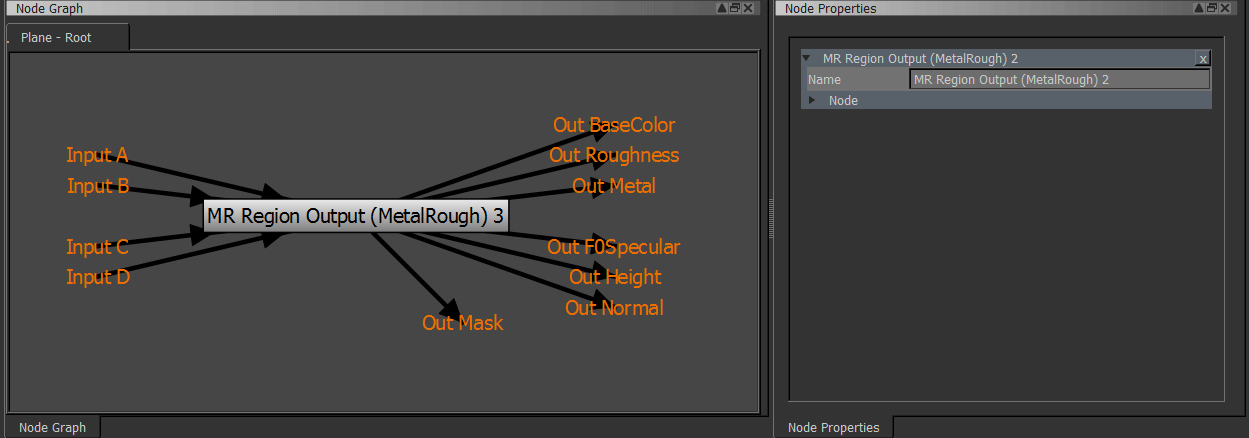 Node Graph
Plane - Root
Input A
Input B
Input C
Input D
MR Region Output (MetalRough) 3
Out BaseColor
Out Roughness
Out Metal
Out F0Specular
Out Height
Out Normal
Out Mask
Node Graph
Node Properties
MR Region Output (MetalRough) 2
x
Name MR Region Output (MetalRough) 2
Node
Node Properties